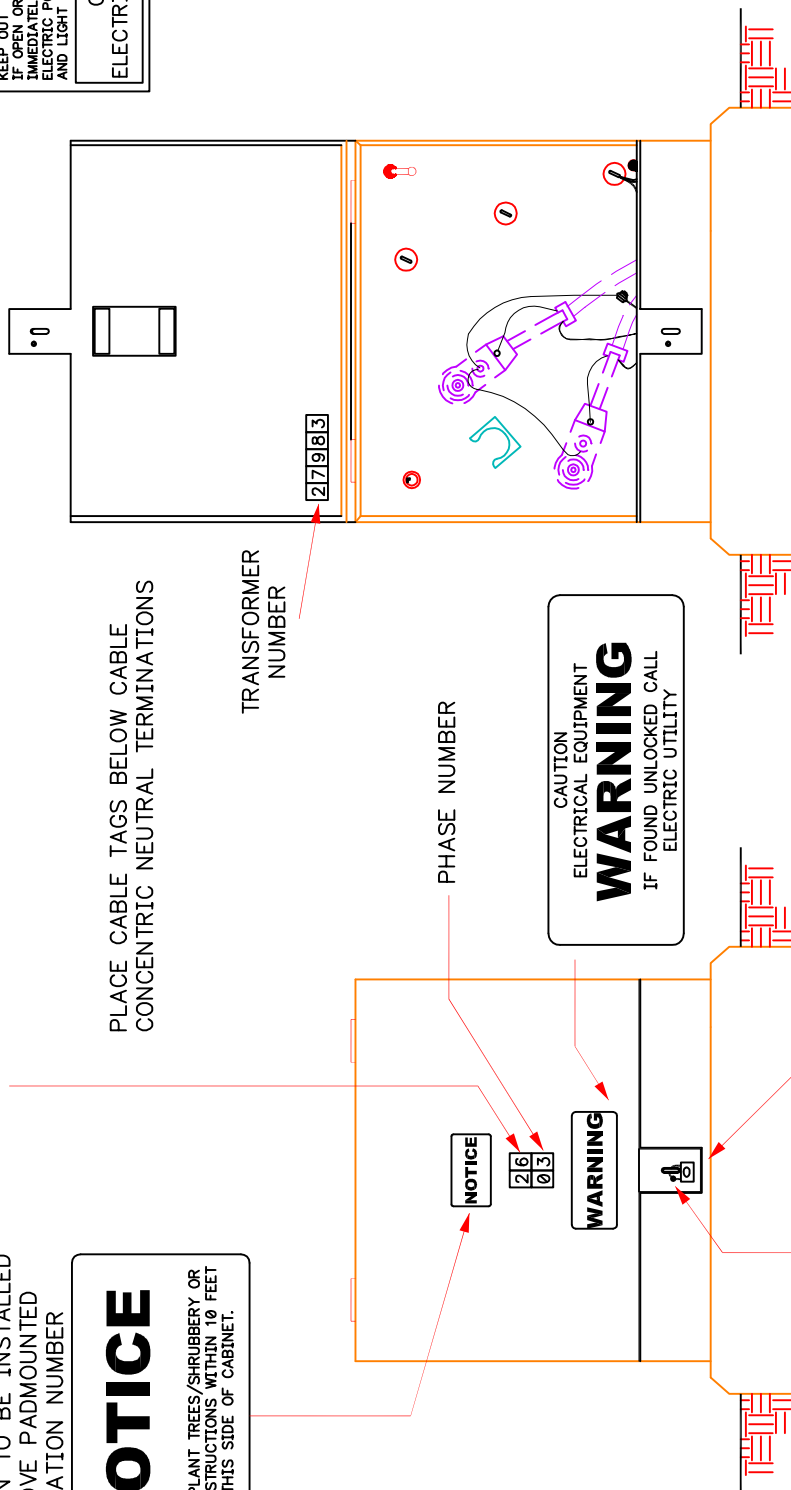 N TO BE INSTALLED
OVE PADMOUNTED
ATION NUMBER
OTICE
PLANT TREES/SHRUBBERY OR
STRUCTIONS WITHIN 10 FEET
THIS SIDE OF CABINET.
NOTICE
26
03
WARNING
PLACE CABLE TAGS BELOW CABLE
CONCENTRIC NEUTRAL TERMINATIONS
PHASE NUMBER
CAUTION
ELECTRICAL EQUIPMENT
WARNING
IF FOUND UNLOCKED CALL
ELECTRIC UTILITY
TRANSFORMER
NUMBER
27983
KEEP OUT
IF OPEN OR
IMMEDIATEL
ELECTRIC PO
AND LIGHT
ELECTRI